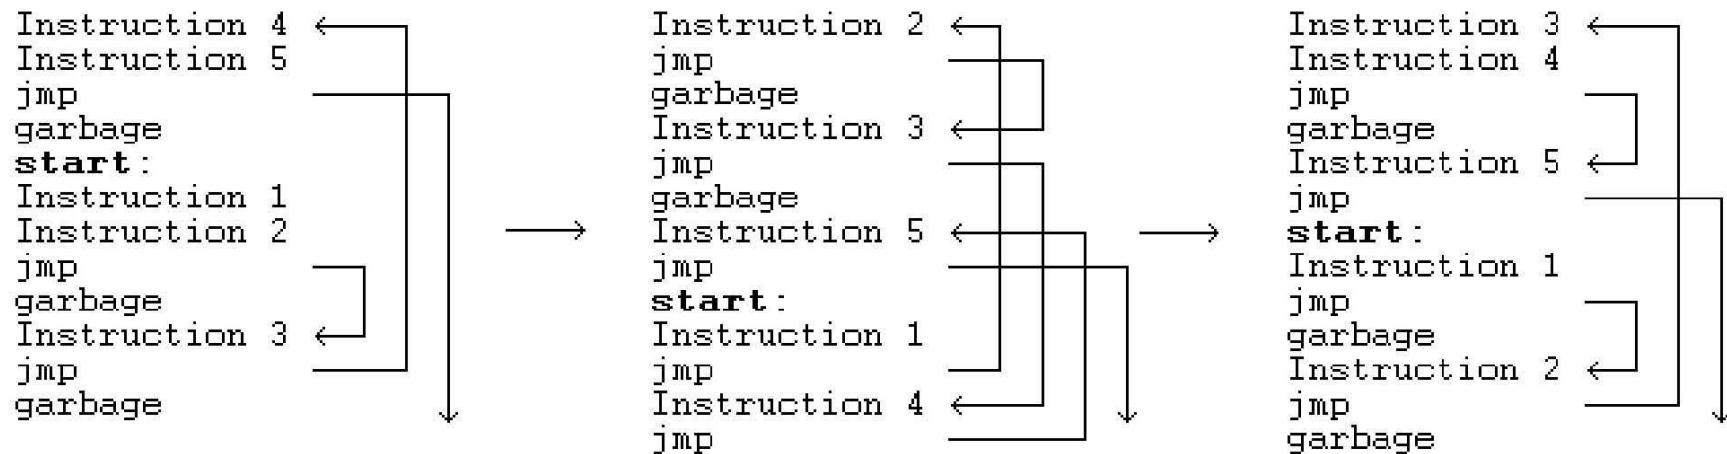 Instruction 4
Instruction 5
jmp
garbage
start:
Instruction 1
Instruction 2
jmp
garbage
Instruction 3
jmp
garbage
Instruction 2
jmp
garbage
Instruction 3
jmp
garbage
Instruction 5
jmp
start:
Instruction 1
jmp
Instruction 4
jmp
Instruction 3
Instruction 4
jmp
garbage
Instruction 5
jmp
start:
Instruction 1
jmp
garbage
Instruction 2
jmp
garbage